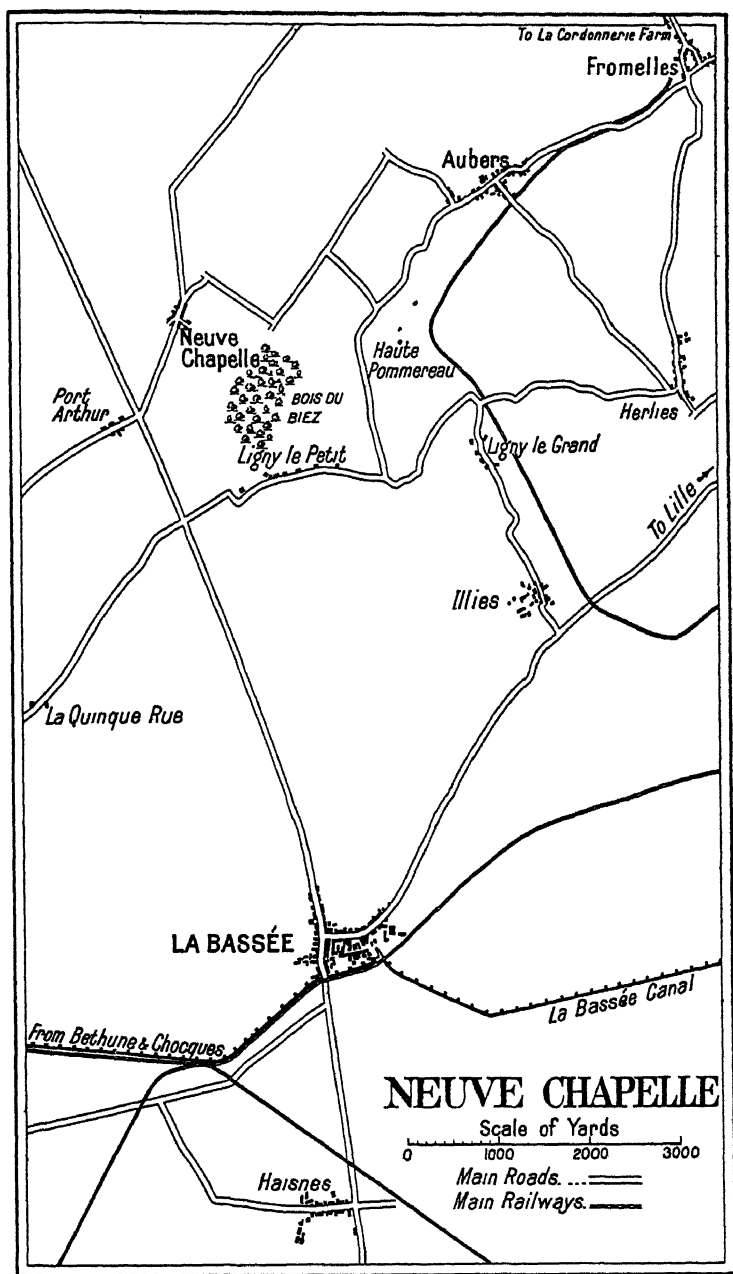 To La Cordonnerie Farm
Fromelles
Aubers
Neuve
Chapelle
Haute
Pommereau
Port
Arthur
BOIS DU
BIEZ
Herlies
Ligny le Petit
Ligny le Grand
To Lille
Illies
La Quinque Rue
LA BASSÉE
La Bassée Canal
From Bethune & Chocques
NEUVE CHAPELLE
Scale of Yards
0 1000 2000 3000
Main Roads
Main Railways
Haisnes